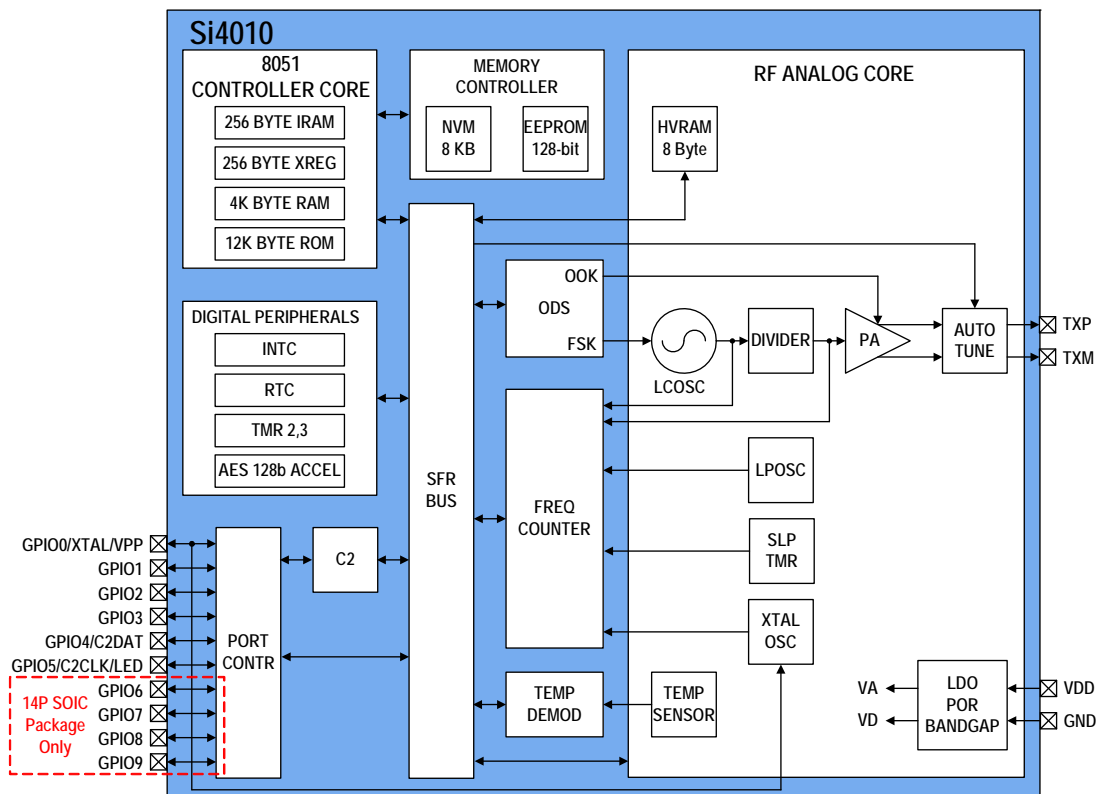 Si4010
8051
CONTROLLER CORE
256 BYTE IRAM
256 BYTE XREG
4K BYTE RAM
12K BYTE ROM
MEMORY
CONTROLLER
NVM
8 KB
EEPROM
128-bit
RF ANALOG CORE
HVRAM
8 Byte
DIGITAL PERIPHERALS
INTC
RTC
TMR 2,3
AES 128b ACCEL
SFR
BUS
OOK
ODS
FSK
LCOSC
DIVIDER
PA
AUTO
TUNE
TXP
TXM
FREQ
COUNTER
LPOSC
SLP
TMR
XTAL
OSC
TEMP
DEMOD
TEMP
SENSOR
VA
VD
LDO
POR
BANDGAP
VDD
GND
C2
PORT
CONTR
GPIO0/XTAL/VPP
GPIO1
GPIO2
GPIO3
GPIO4/C2DAT
GPIO5/C2CLK/LED
GPIO6
GPIO7
GPIO8
GPIO9
14P SOIC
Package
Only